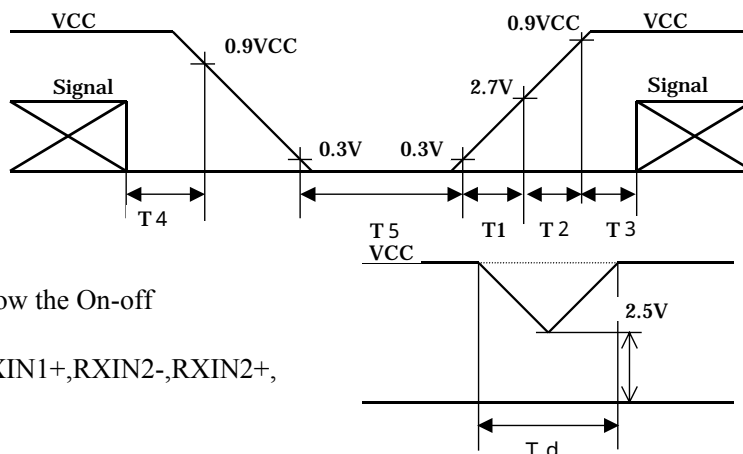 VCC
VCC
0.9VCC
0.9VCC
Signal
2.7V
Signal
0.3V
0.3V
T4
T5
T1
T2
T3
VCC
ow the On-off
2.5V
XIN1+,RXIN2-,RXIN2+,
Td